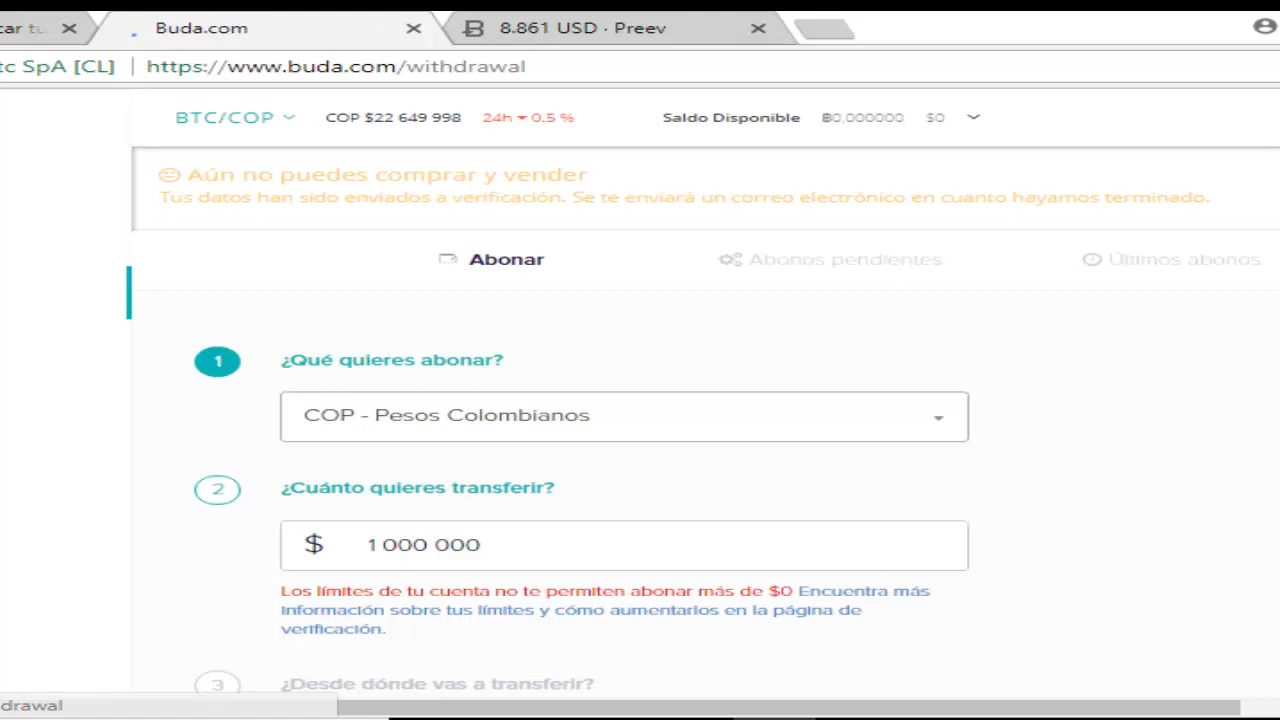 car tu
Buda.com
8.861 USD · Preev
tc SpA [CL] | https://www.buda.com/withdrawal
BTC/COP COP $22 649 998 24h 0.5 % Saldo Disponible ฿0,000000 $0
Aún no puedes comprar y vender
Tus datos han sido enviados a verificación. Se te enviará un correo electrónico en cuanto hayamos terminado.
Abonar Abonos pendientes Últimos abonos
1 ¿Qué quieres abonar?
COP - Pesos Colombianos
2 ¿Cuánto quieres transferir?
$ 1 000 000
Los límites de tu cuenta no te permiten abonar más de $0 Encuentra más
información sobre tus límites y cómo aumentarlos en la página de
verificación.
3 ¿Desde dónde vas a transferir?
drawal